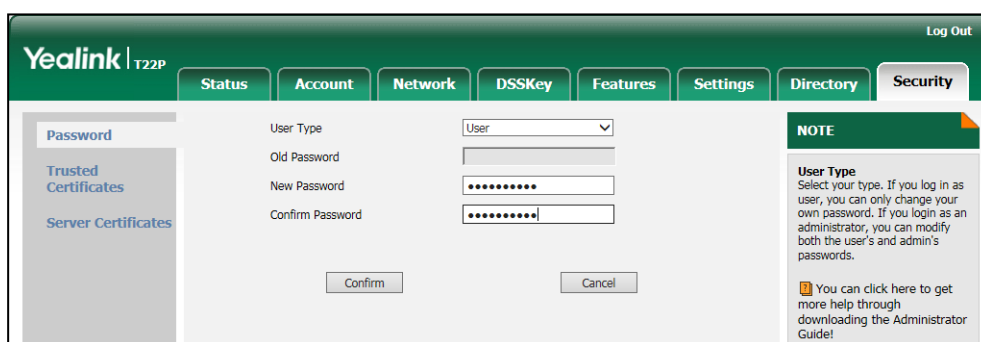 Log Out
Yealink T22P
Status Account Network DSSKey Features Settings Directory Security
Password
Trusted
Certificates
Server Certificates
User Type User
Old Password
New Password ••••••••••
Confirm Password ••••••••••
Confirm Cancel
NOTE
User Type
Select your type. If you log in as
user, you can only change your
own password. If you login as an
administrator, you can modify
both the user's and admin's
passwords.
? You can click here to get
more help through
downloading the Administrator
Guide!